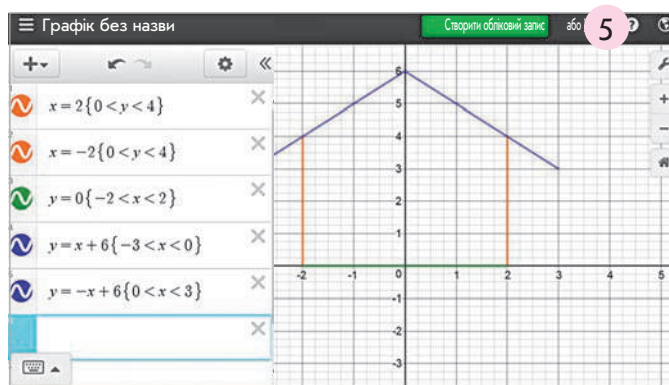 Графік без назви
Створити обліковий запис
або
5
?
x = 2{0 < y < 4}
x = −2{0 < y < 4}
y = 0{−2 < x < 2}
y = x + 6{−3 < x < 0}
y = −x + 6{0 < x < 3}
6
5
4
3
2
1
-2 -1 0 1 2 3 4 5
-1
-2
-3